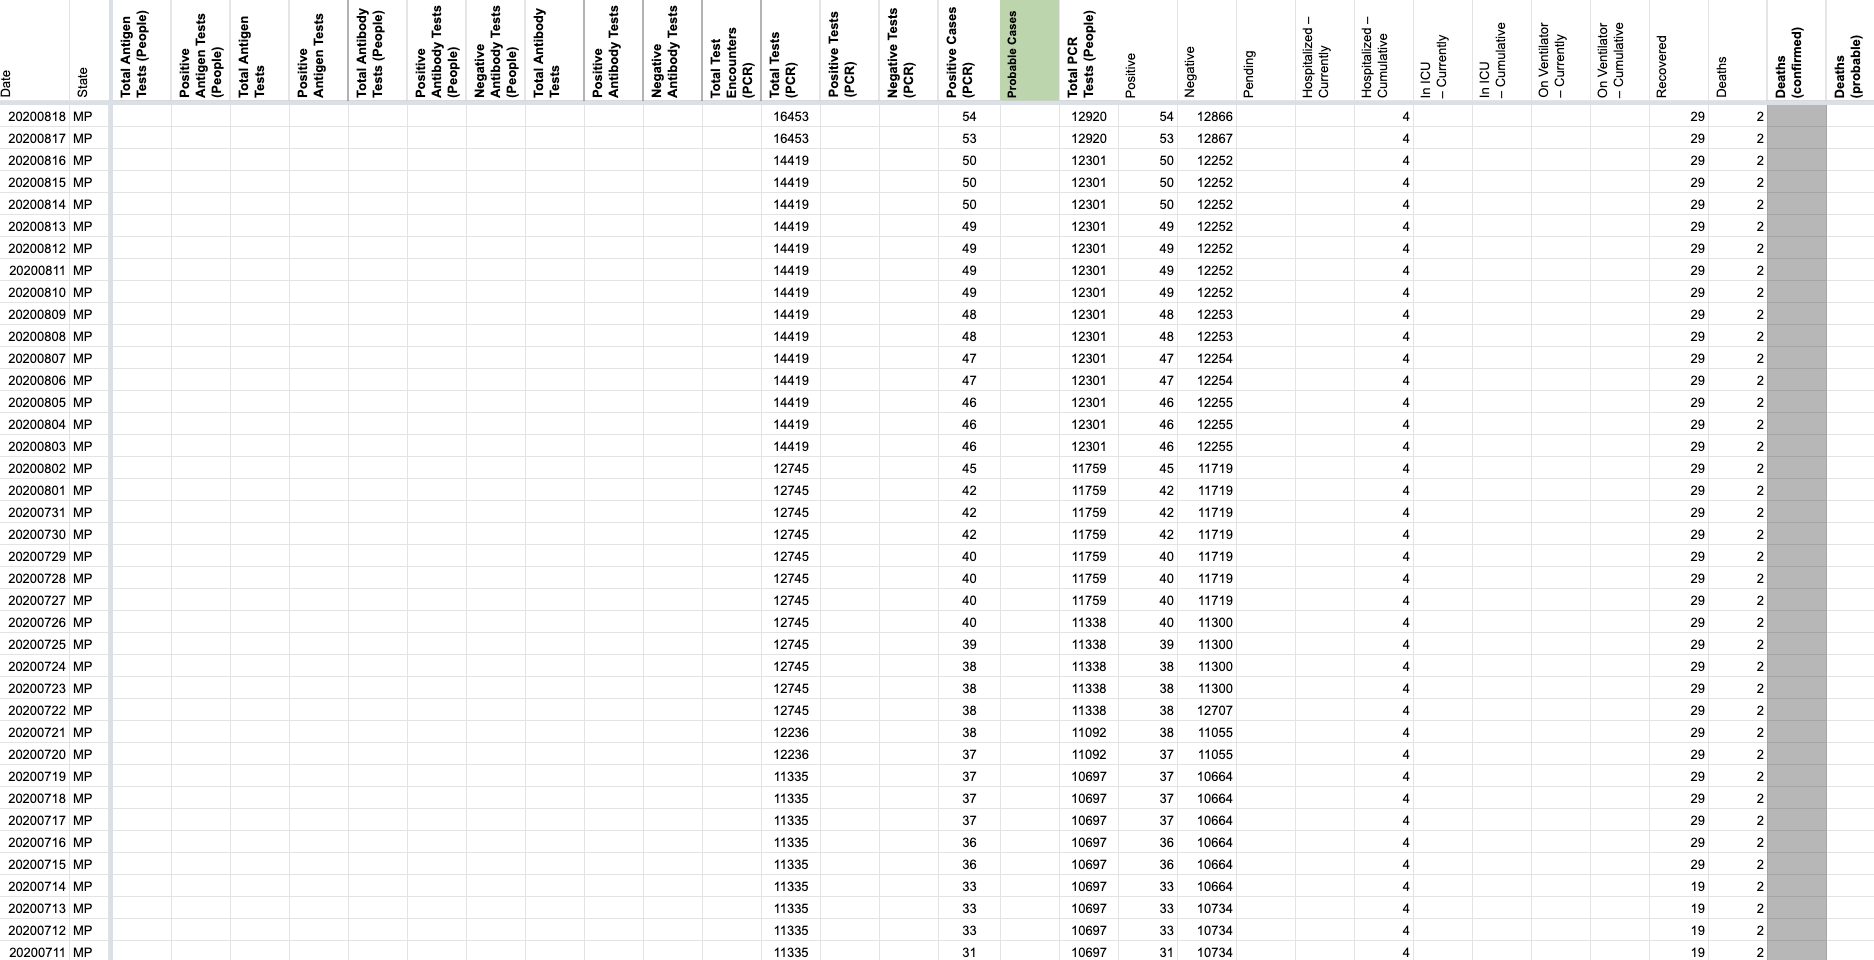 Date State Total Antigen Tests (People) Positive Antigen Tests (People) Total Antigen Tests Positive Antigen Tests Total Antibody Tests (People) Positive Antibody Tests (People) Negative Antibody Tests (People) Total Antibody Tests Positive Antibody Tests Negative Antibody Tests Total Test Encounters (PCR) Total Tests (PCR) Positive Tests (PCR) Negative Tests (PCR) Positive Cases (PCR) Probable Cases Total PCR Tests (People) Positive Negative Pending Hospitalized – Currently Hospitalized – Cumulative In ICU – Currently In ICU – Cumulative On Ventilator – Currently On Ventilator – Cumulative Recovered Deaths Deaths (confirmed) Deaths (probable)
20200818 MP 16453 54 12920 54 12866 4 29 2
20200817 MP 16453 53 12920 53 12867 4 29 2
20200816 MP 14419 50 12301 50 12252 4 29 2
20200815 MP 14419 50 12301 50 12252 4 29 2
20200814 MP 14419 50 12301 50 12252 4 29 2
20200813 MP 14419 49 12301 49 12252 4 29 2
20200812 MP 14419 49 12301 49 12252 4 29 2
20200811 MP 14419 49 12301 49 12252 4 29 2
20200810 MP 14419 49 12301 49 12252 4 29 2
20200809 MP 14419 48 12301 48 12253 4 29 2
20200808 MP 14419 48 12301 48 12253 4 29 2
20200807 MP 14419 47 12301 47 12254 4 29 2
20200806 MP 14419 47 12301 47 12254 4 29 2
20200805 MP 14419 46 12301 46 12255 4 29 2
20200804 MP 14419 46 12301 46 12255 4 29 2
20200803 MP 14419 46 12301 46 12255 4 29 2
20200802 MP 12745 45 11759 45 11719 4 29 2
20200801 MP 12745 42 11759 42 11719 4 29 2
20200731 MP 12745 42 11759 42 11719 4 29 2
20200730 MP 12745 42 11759 42 11719 4 29 2
20200729 MP 12745 40 11759 40 11719 4 29 2
20200728 MP 12745 40 11759 40 11719 4 29 2
20200727 MP 12745 40 11759 40 11719 4 29 2
20200726 MP 12745 40 11338 40 11300 4 29 2
20200725 MP 12745 39 11338 39 11300 4 29 2
20200724 MP 12745 38 11338 38 11300 4 29 2
20200723 MP 12745 38 11338 38 11300 4 29 2
20200722 MP 12745 38 11338 38 12707 4 29 2
20200721 MP 12236 38 11092 38 11055 4 29 2
20200720 MP 12236 37 11092 37 11055 4 29 2
20200719 MP 11335 37 10697 37 10664 4 29 2
20200718 MP 11335 37 10697 37 10664 4 29 2
20200717 MP 11335 37 10697 37 10664 4 29 2
20200716 MP 11335 36 10697 36 10664 4 29 2
20200715 MP 11335 36 10697 36 10664 4 29 2
20200714 MP 11335 33 10697 33 10664 4 19 2
20200713 MP 11335 33 10697 33 10734 4 19 2
20200712 MP 11335 33 10697 33 10734 4 19 2
20200711 MP 11335 31 10697 31 10734 4 19 2